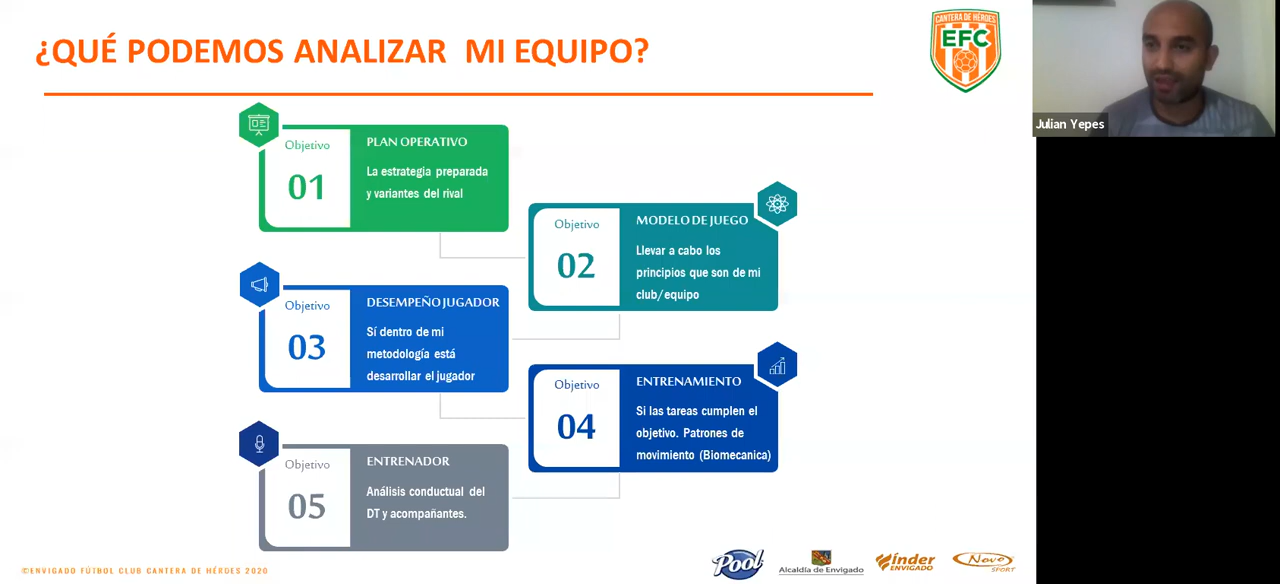 ¿QUÉ PODEMOS ANALIZAR MI EQUIPO?
CANTERA DE HÉROES
EFC
Julian Yepes
Objetivo
01
PLAN OPERATIVO
La estrategia preparada
y variantes del rival
Objetivo
02
MODELO DE JUEGO
Llevar a cabo los
principios que son de mi
club/equipo
Objetivo
03
DESEMPEÑO JUGADOR
Sí dentro de mi
metodología está
desarrollar el jugador
Objetivo
04
ENTRENAMIENTO
Si las tareas cumplen el
objetivo. Patrones de
movimiento (Biomecanica)
Objetivo
05
ENTRENADOR
Análisis conductual del
DT y acompañantes.
©ENVIGADO FÚTBOL CLUB CANTERA DE HÉROES 2020
Pool
Alcaldía de Envigado
índer
ENVIGADO
Novo
SPORT